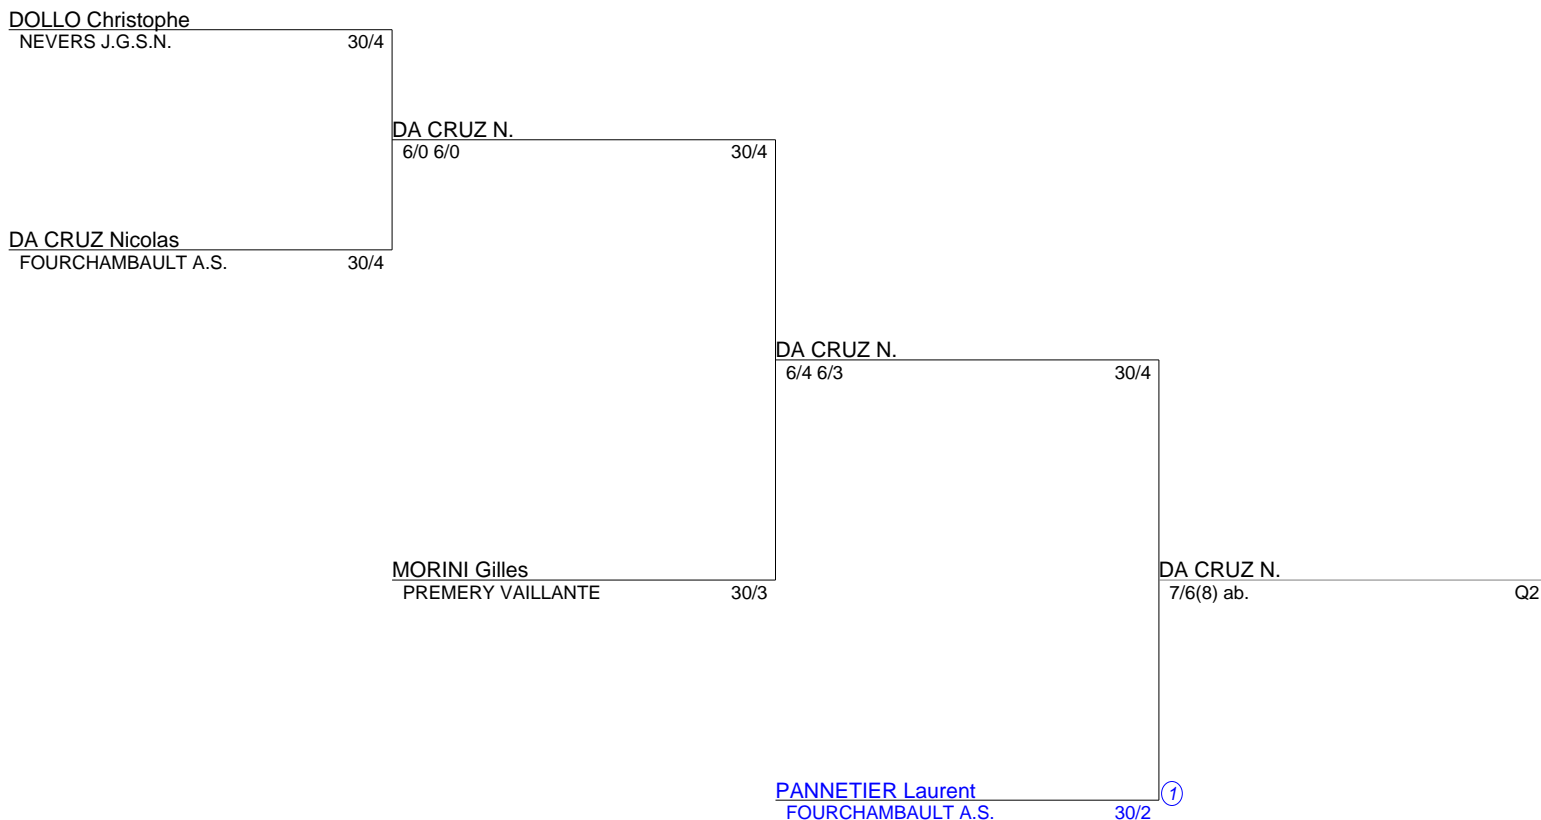 DOLLO Christophe
NEVERS J.G.S.N. 30/4
DA CRUZ N.
6/0 6/0 30/4
DA CRUZ Nicolas
FOURCHAMBAULT A.S. 30/4
DA CRUZ N.
6/4 6/3 30/4
MORINI Gilles
PREMERY VAILLANTE 30/3
DA CRUZ N.
7/6(8) ab. Q2
PANNETIER Laurent 1
FOURCHAMBAULT A.S. 30/2